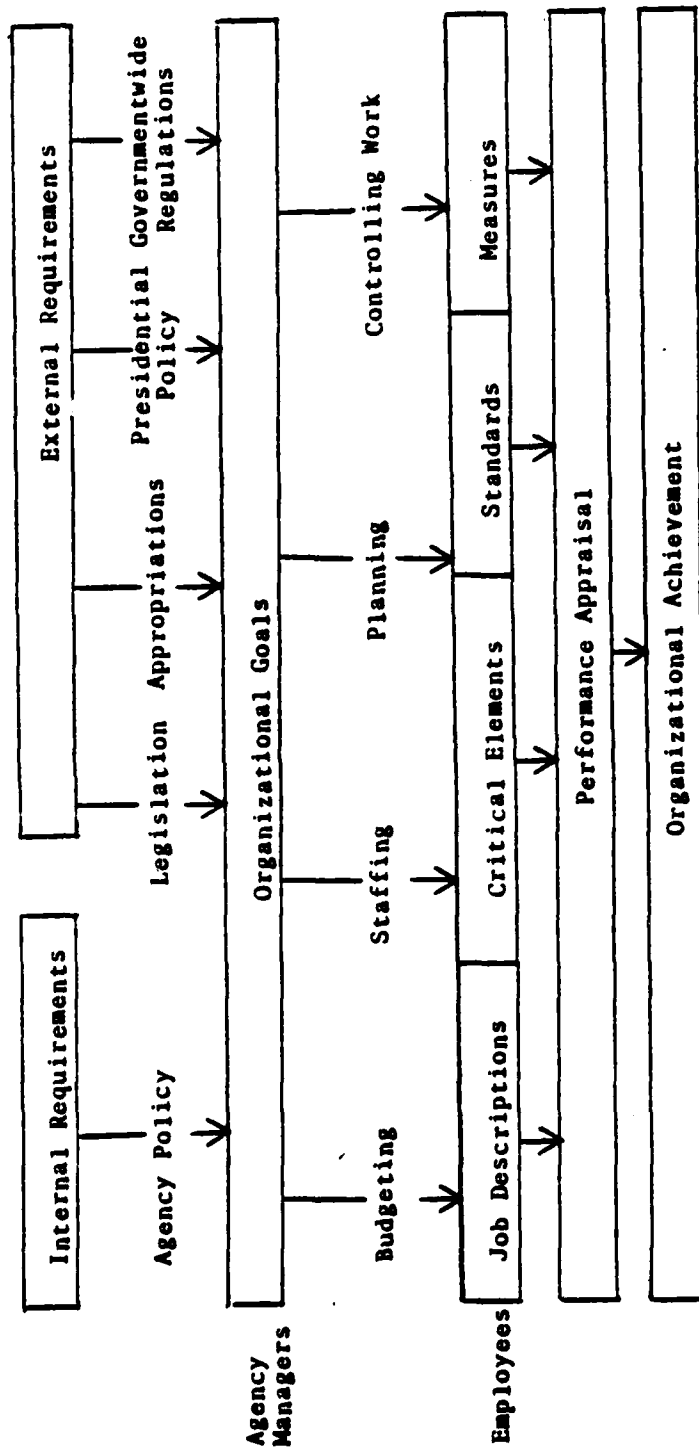 Internal Requirements
External Requirements
Agency Policy
Legislation
Appropriations
Presidential
Policy
Governmentwide
Regulations
Agency
Managers
Organizational Goals
Budgeting
Staffing
Planning
Controlling Work
Employees
Job Descriptions
Critical Elements
Standards
Measures
Performance Appraisal
Organizational Achievement